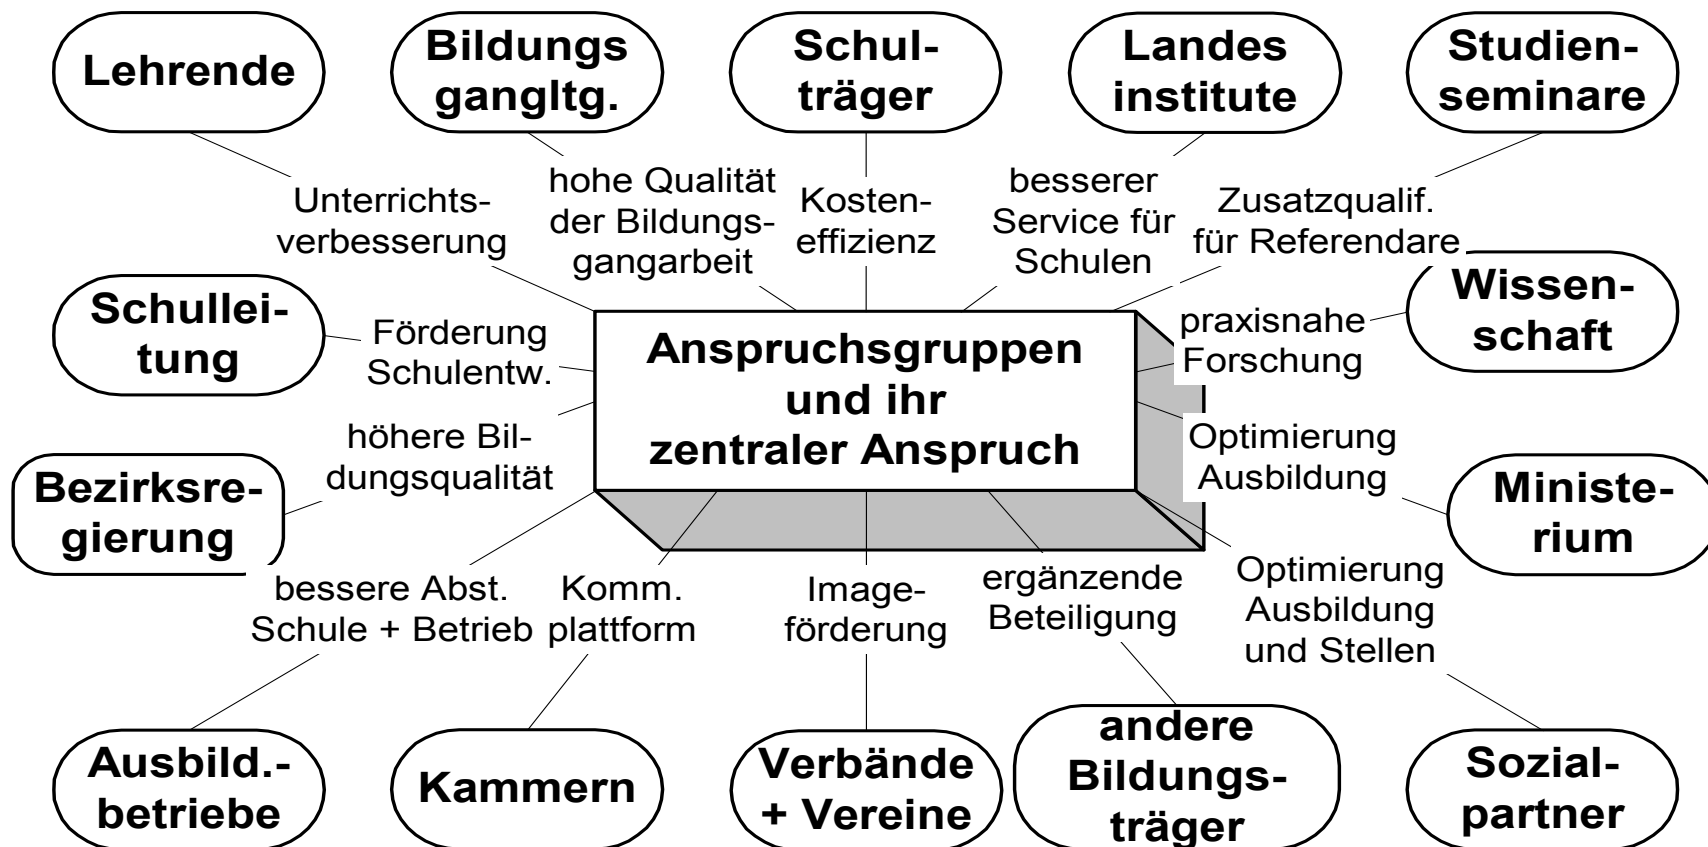 Lehrende
Bildungs
gangltg.
Schul-
träger
Landes
institute
Studien-
seminare
Unterrichts-
verbesserung
hohe Qualität
der Bildungs-
gangarbeit
Kosten-
effizienz
besserer
Service für
Schulen
Zusatzqualif.
für Referendare
Schullei-
tung
Förderung
Schulentw.
Anspruchsgruppen
und ihr
zentraler Anspruch
praxisnahe
Forschung
Wissen-
schaft
Bezirksre-
gierung
höhere Bil-
dungsqualität
Optimierung
Ausbildung
Ministe-
rium
bessere Abst.
Schule + Betrieb
Komm.
plattform
Image-
förderung
ergänzende
Beteiligung
Optimierung
Ausbildung
und Stellen
Ausbild.-
betriebe
Kammern
Verbände
+ Vereine
andere
Bildungs-
träger
Sozial-
partner